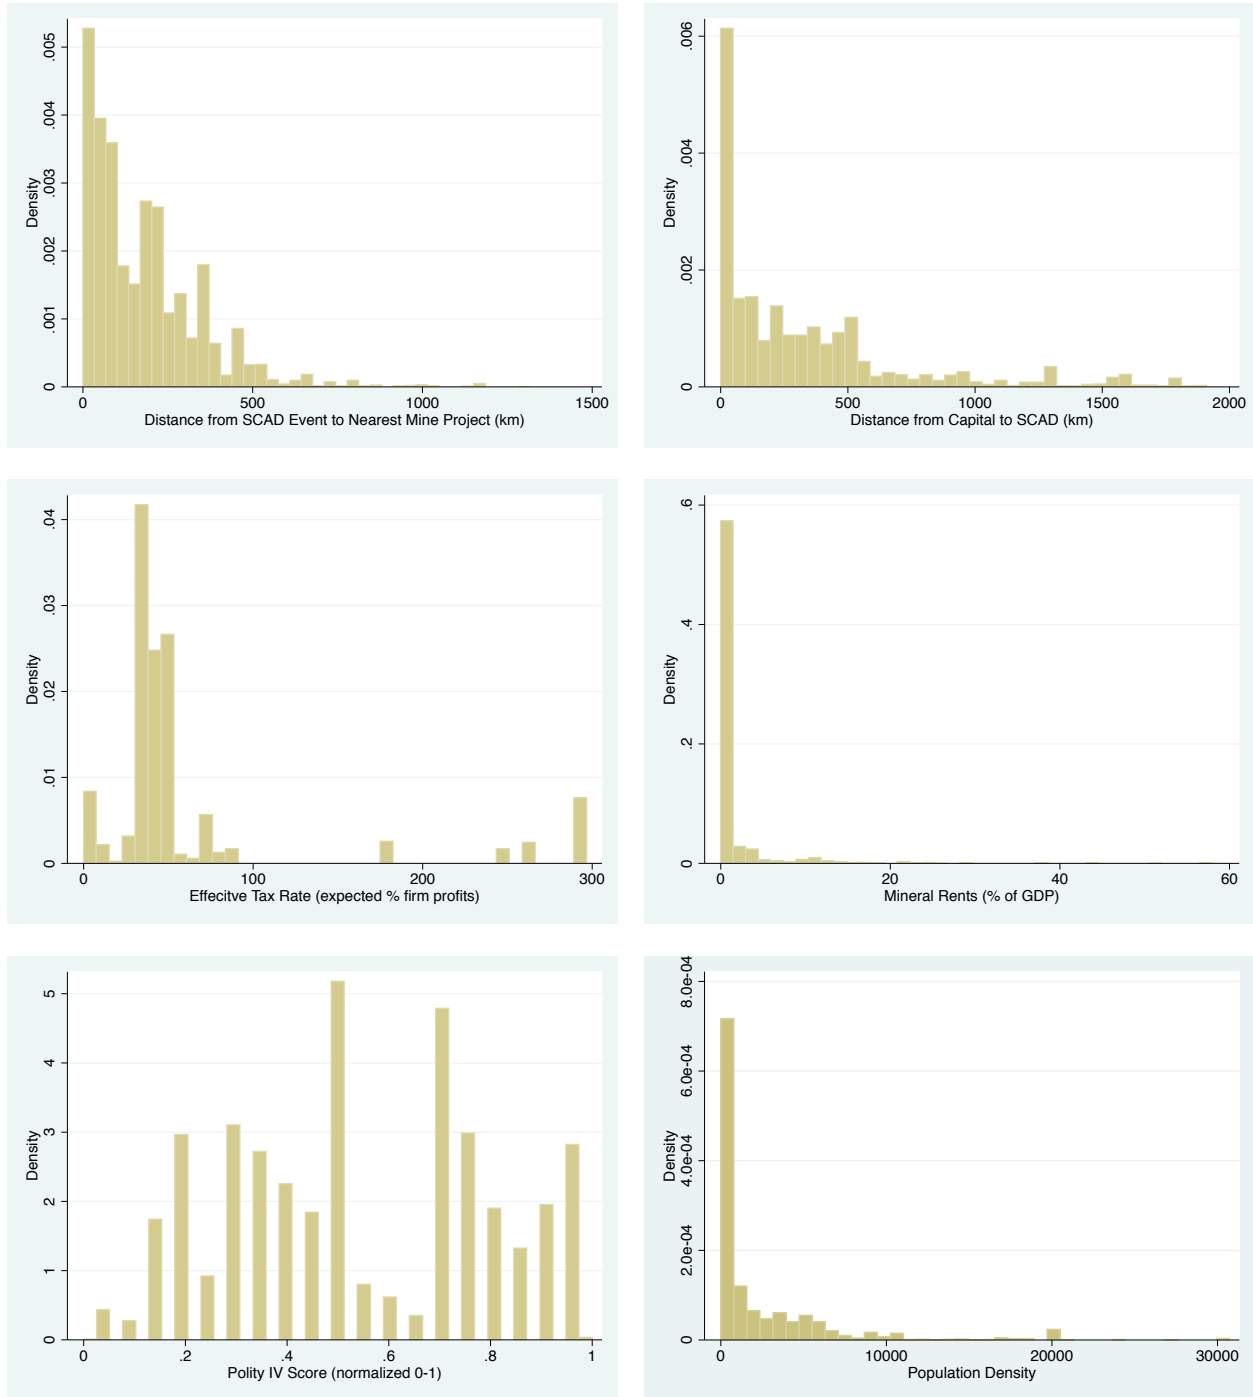 Density
0 .001 .002 .003 .004 .005
0 500 1000 1500
Distance from SCAD Event to Nearest Mine Project (km)
Density
0 .002 .004 .006
0 500 1000 1500 2000
Distance from Capital to SCAD (km)
Density
0 .01 .02 .03 .04
0 100 200 300
Effecitve Tax Rate (expected % firm profits)
Density
0 .2 .4 .6
0 20 40 60
Mineral Rents (% of GDP)
Density
0 1 2 3 4 5
0 .2 .4 .6 .8 1
Polity IV Score (normalized 0-1)
Density
0 2.0e-04 4.0e-04 6.0e-04 8.0e-04
0 10000 20000 30000
Population Density